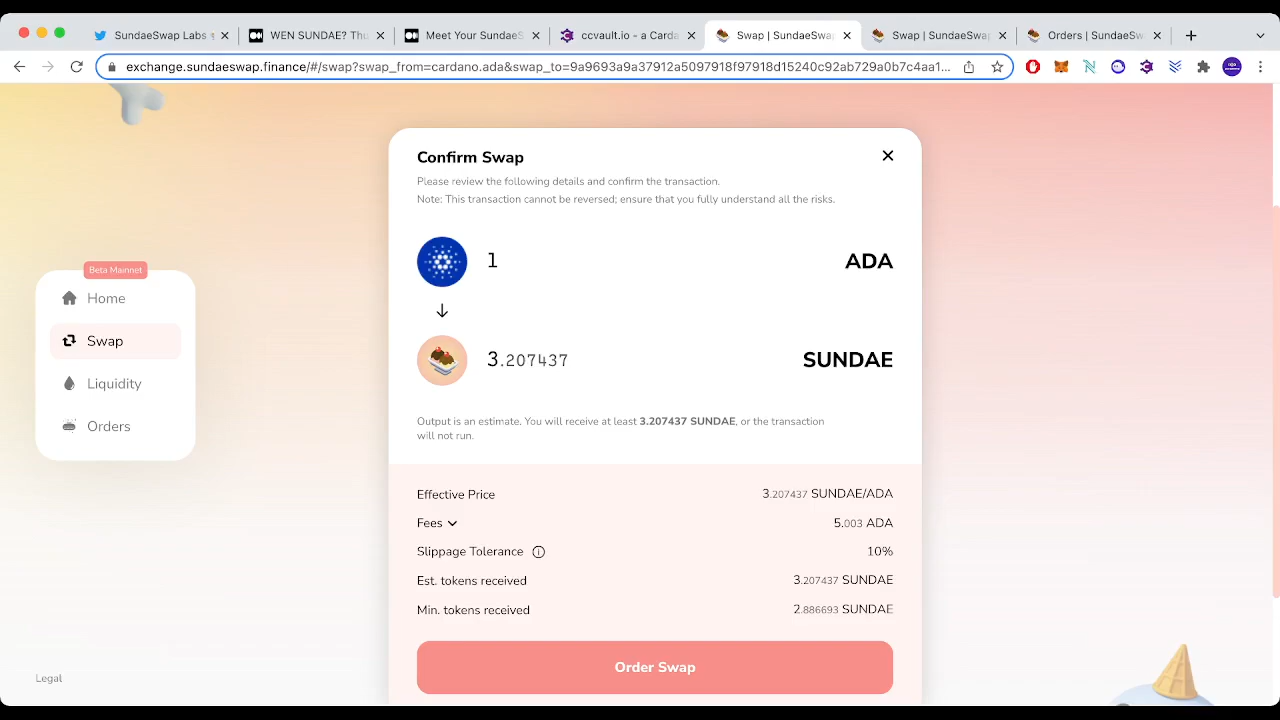 SundaeSwap Labs
WEN SUNDAE? Thu
Meet Your SundaeS
ccvault.io - a Carda
Swap | SundaeSwa
Swap | SundaeSwap
Orders | SundaeSwa
exchange.sundaeswap.finance/#/swap?swap_from=cardano.ada&swap_to=9a9693a9a37912a5097918f97918d15240c92ab729a0b7c4aa1...
Confirm Swap
Please review the following details and confirm the transaction.
Note: This transaction cannot be reversed; ensure that you fully understand all the risks.
1 ADA
3.207437 SUNDAE
Output is an estimate. You will receive at least 3.207437 SUNDAE, or the transaction
will not run.
Effective Price 3.207437 SUNDAE/ADA
Fees 5.003 ADA
Slippage Tolerance 10%
Est. tokens received 3.207437 SUNDAE
Min. tokens received 2.886693 SUNDAE
Order Swap
Beta Mainnet
Home
Swap
Liquidity
Orders
Legal